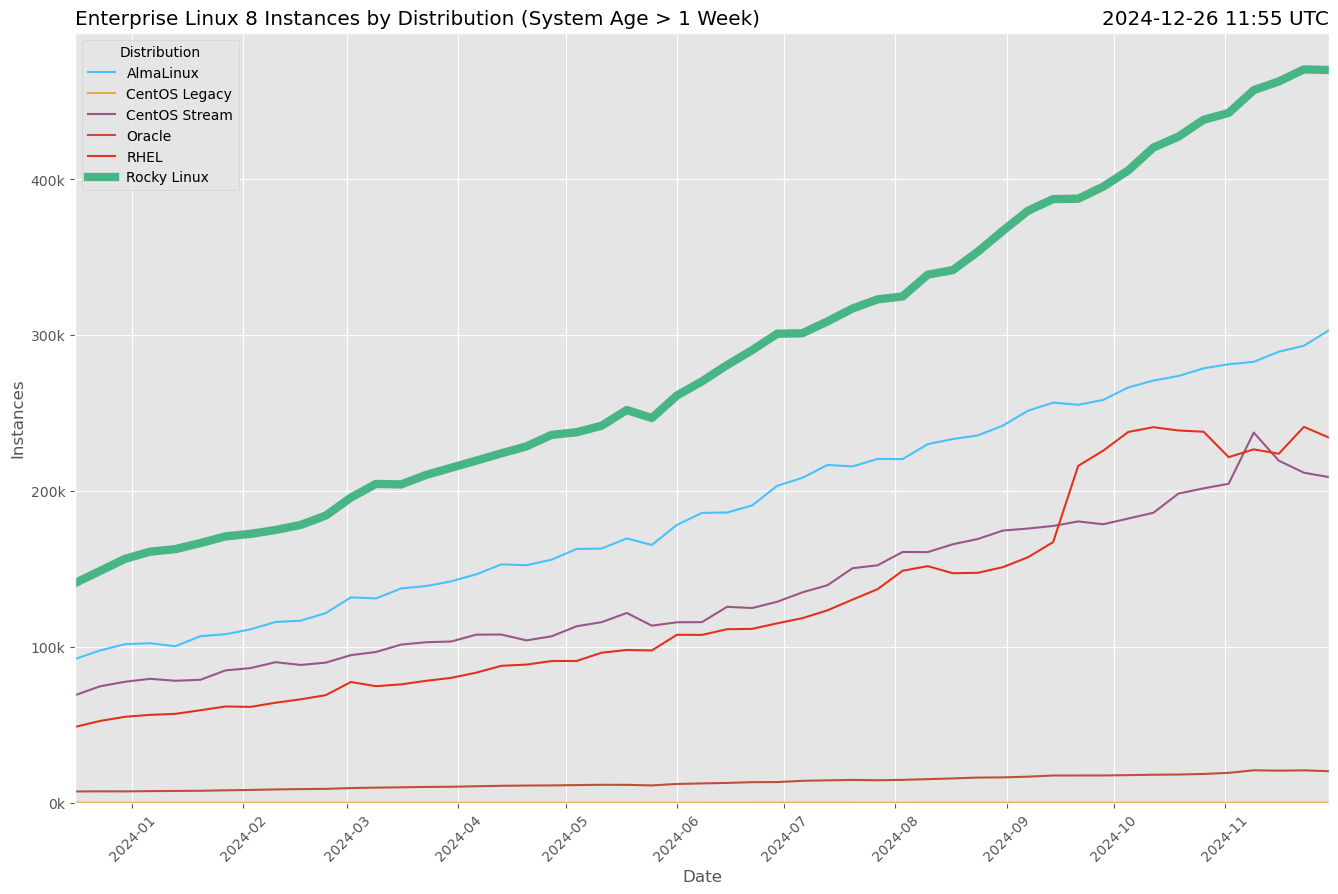 Enterprise Linux 8 Instances by Distribution (System Age > 1 Week)
2024-12-26 11:55 UTC
Distribution
AlmaLinux
CentOS Legacy
CentOS Stream
Oracle
RHEL
Rocky Linux
400k
300k
200k
100k
0k
Instances
2024-01
2024-02
2024-03
2024-04
2024-05
2024-06
2024-07
2024-08
2024-09
2024-10
2024-11
Date